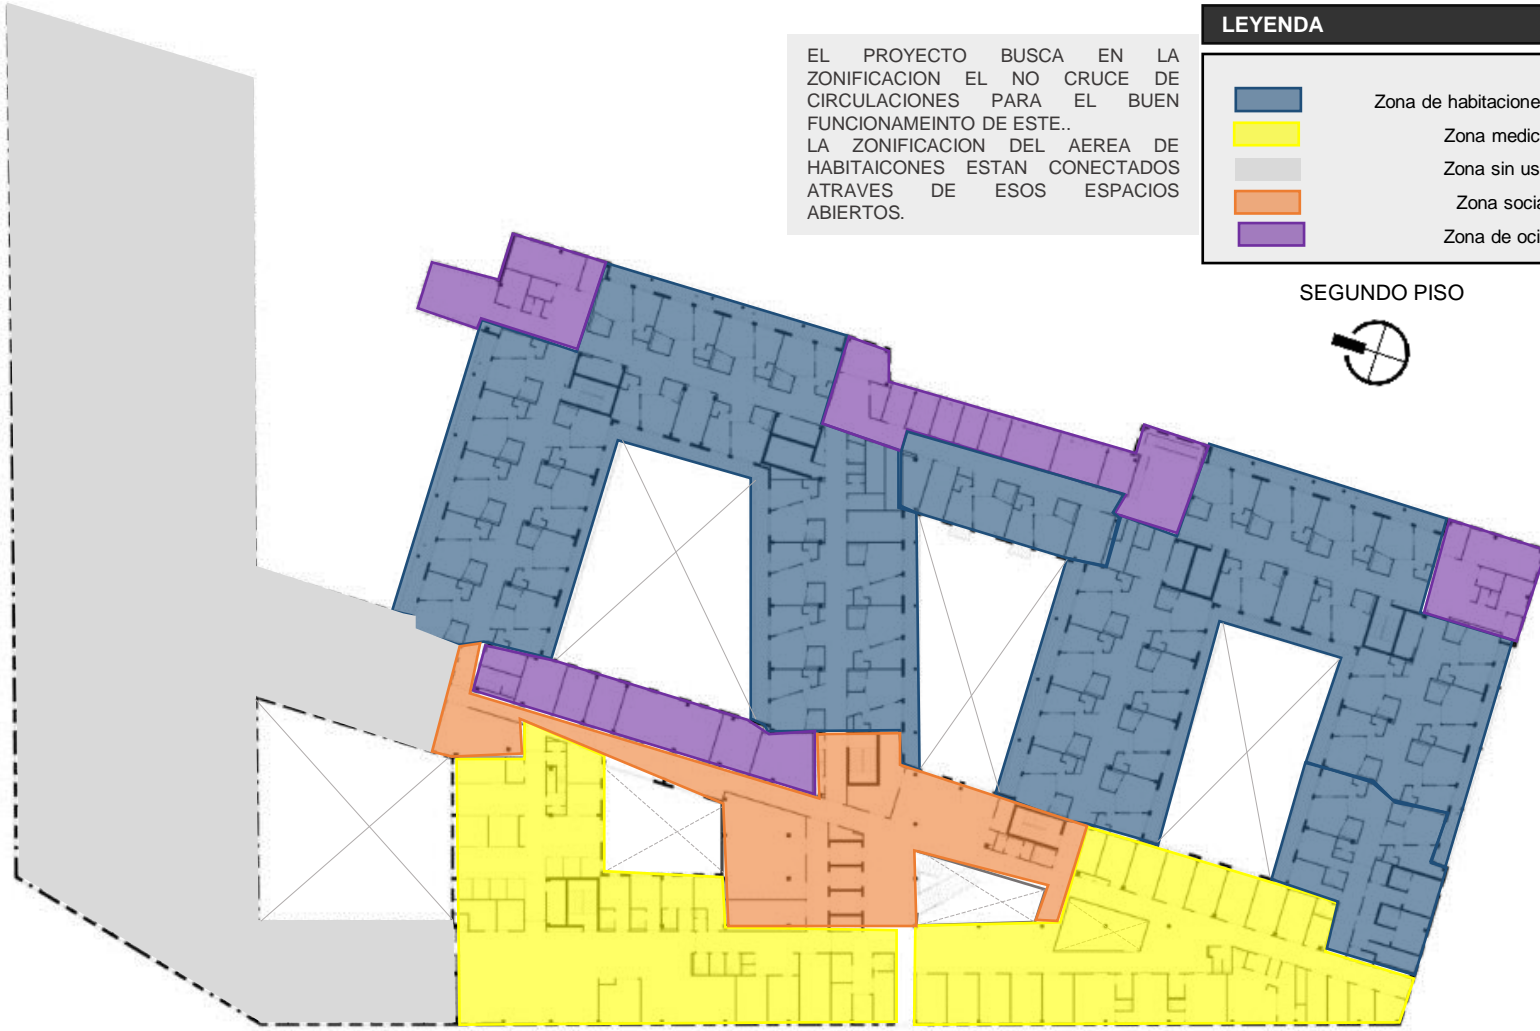 EL PROYECTO BUSCA EN LA
ZONIFICACION EL NO CRUCE DE
CIRCULACIONES PARA EL BUEN
FUNCIONAMEINTO DE ESTE..
LA ZONIFICACION DEL AEREA DE
HABITAICONES ESTAN CONECTADOS
ATRAVES DE ESOS ESPACIOS
ABIERTOS.
LEYENDA
Zona de habitacione
Zona medic
Zona sin us
Zona socia
Zona de oci
SEGUNDO PISO